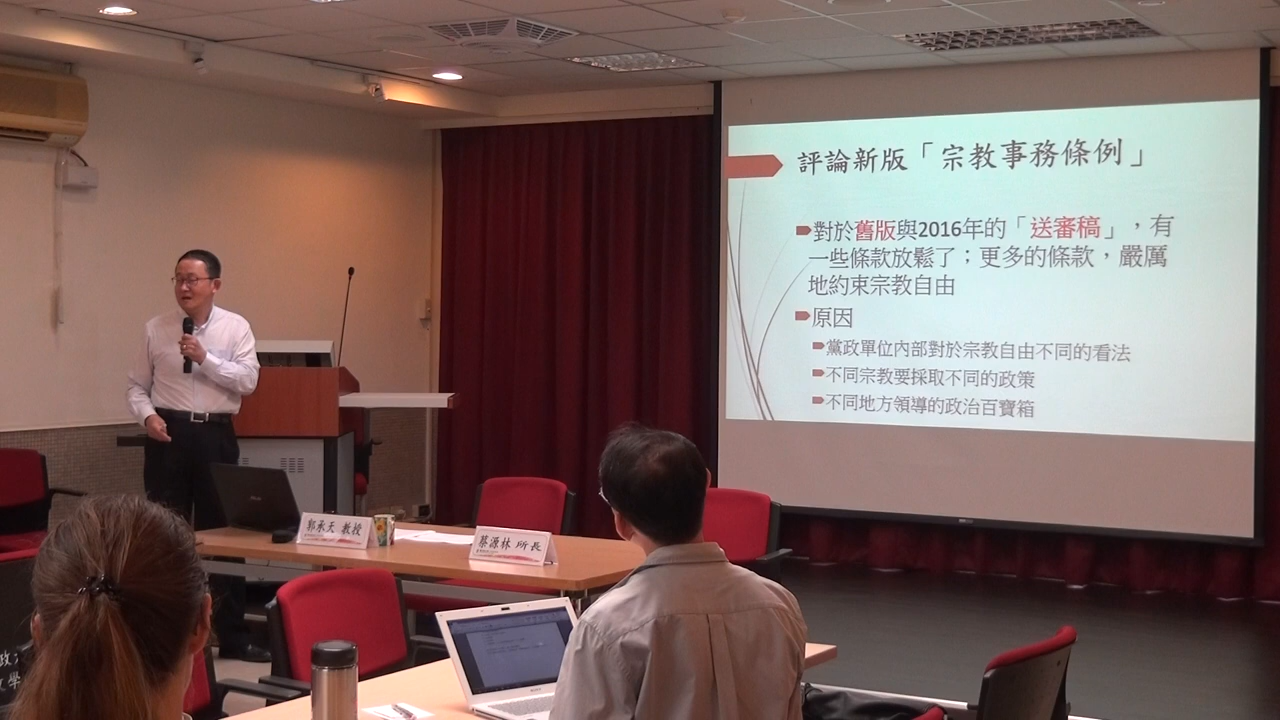 評論新版「宗教事務條例」
對於舊版與2016年的「送審稿」，有
一些條款放鬆了；更多的條款，嚴厲
地約束宗教自由
原因
黨政單位內部對於宗教自由不同的看法
不同宗教要採取不同的政策
不同地方領導的政治百寶箱
郭承天 教授
蔡源林 所長